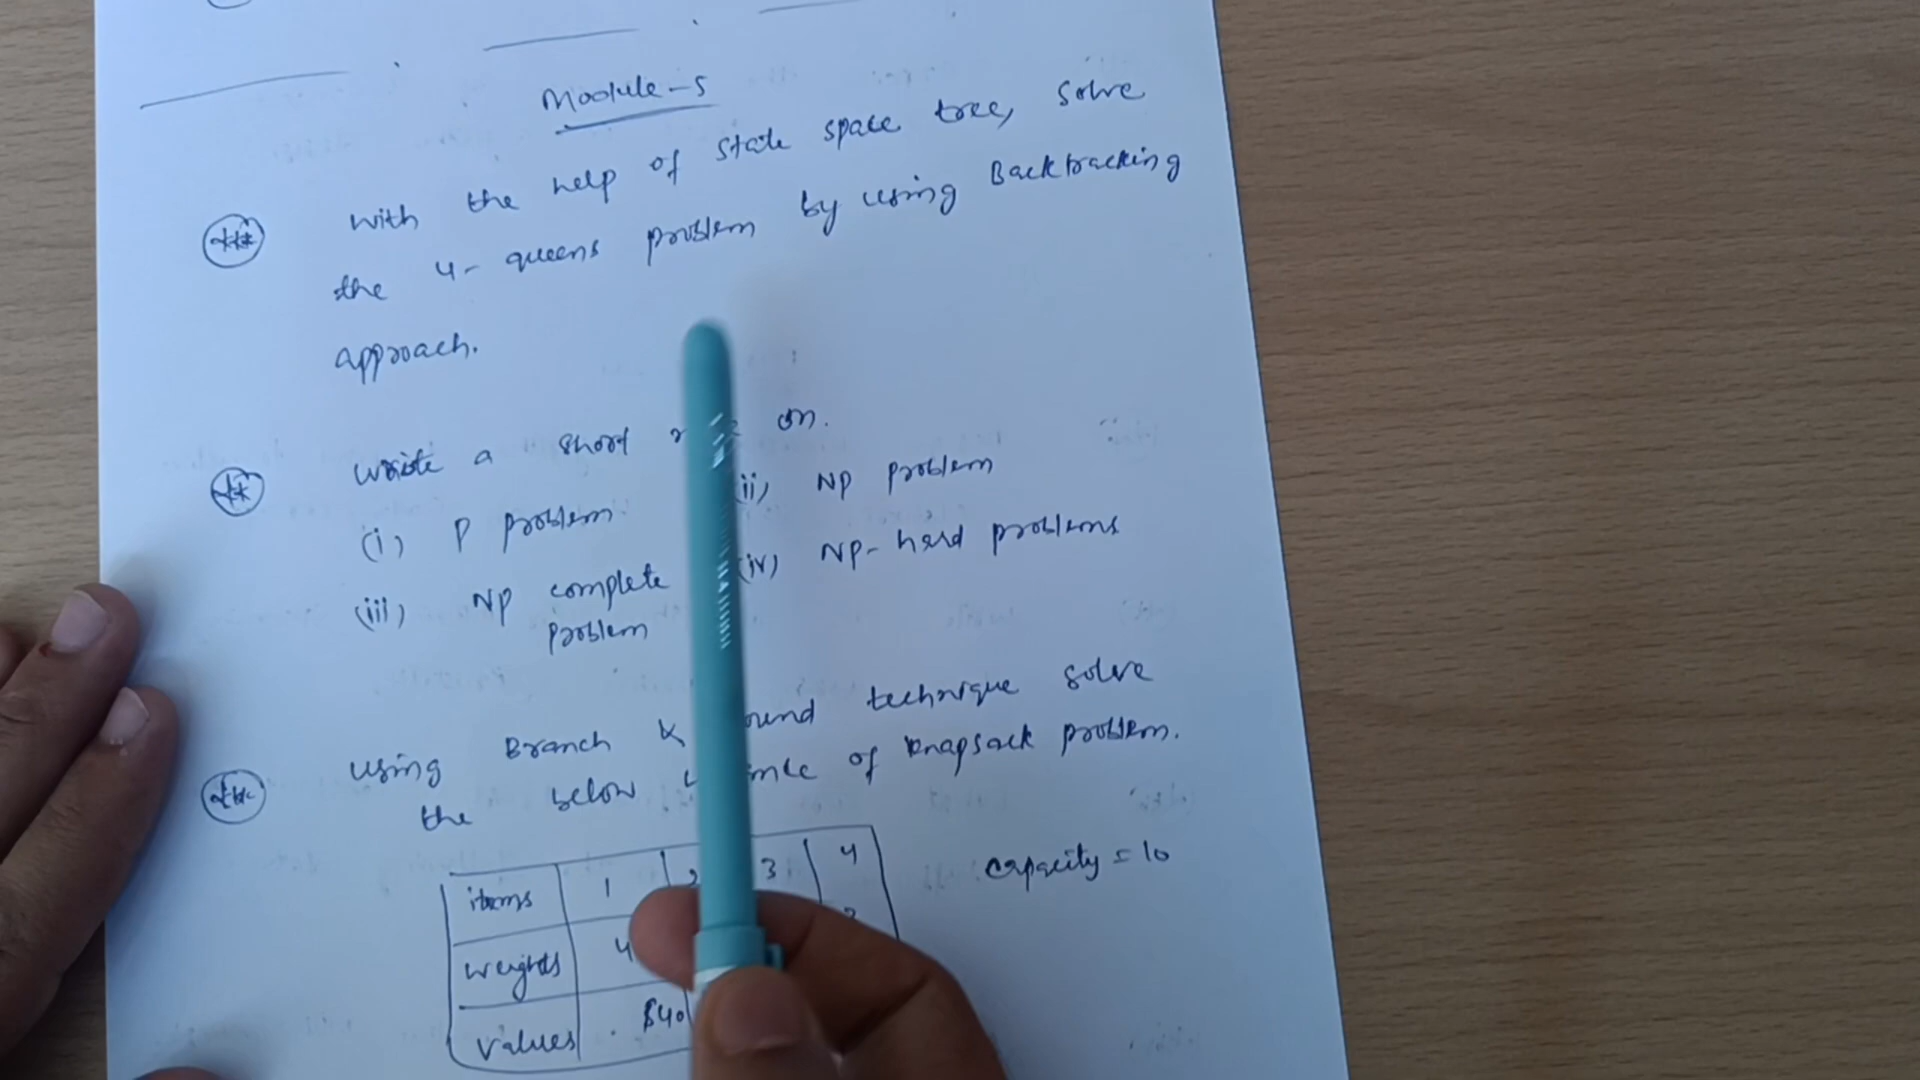 Module-5
With the help of state space tree, solve
the 4-queens problem by using Backtracking
approach.
write a short on.
(i) P problem (ii) NP problem
(iii) NP complete (iv) NP-hard problems
problem
using Branch & technique solve
the below of knapsack problem.
items 1 3 4 capacity = 10
weights 4
values $40